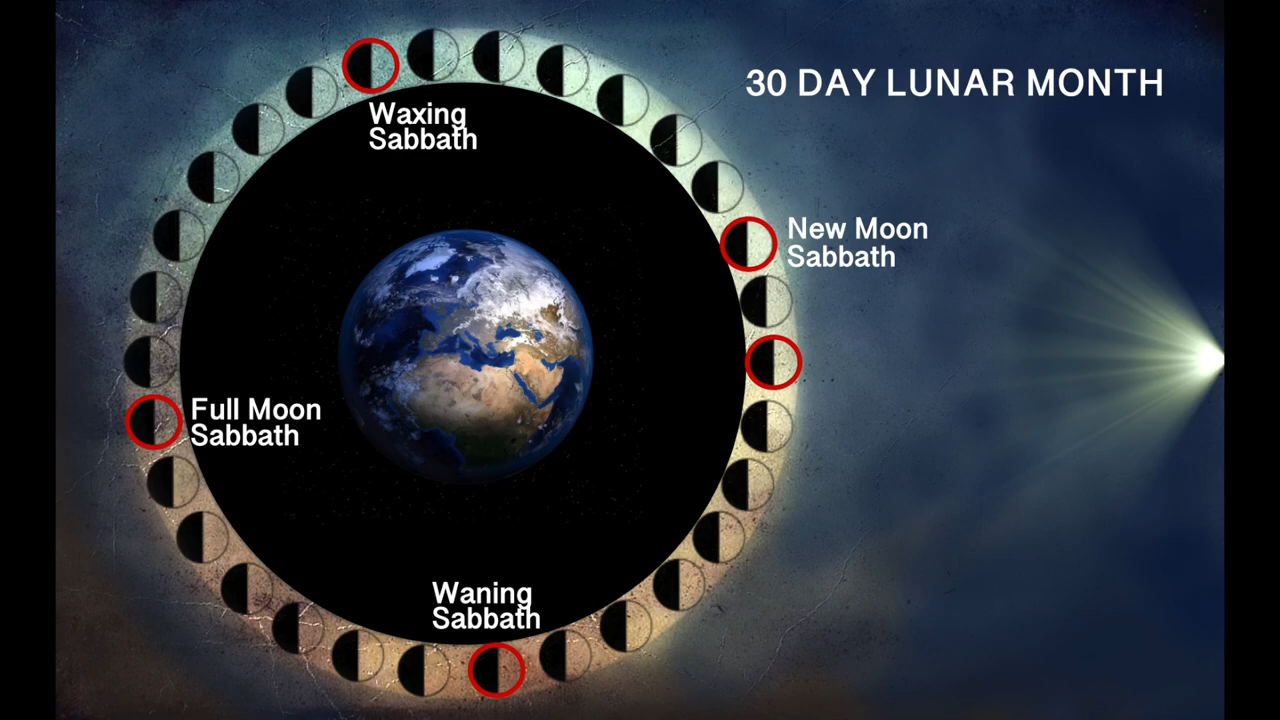 30 DAY LUNAR MONTH
Waxing
Sabbath
New Moon
Sabbath
Full Moon
Sabbath
Waning
Sabbath